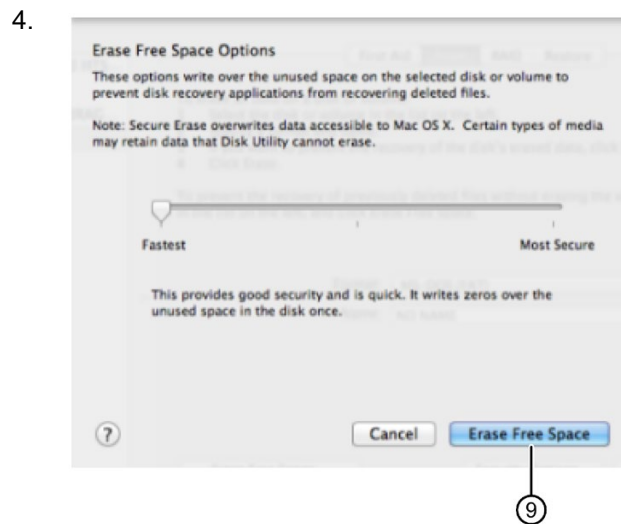 4.
Erase Free Space Options
These options write over the unused space on the selected disk or volume to
prevent disk recovery applications from recovering deleted files.
Note: Secure Erase overwrites data accessible to Mac OS X. Certain types of media
may retain data that Disk Utility cannot erase.
Fastest Most Secure
This provides good security and is quick. It writes zeros over the
unused space in the disk once.
? Cancel Erase Free Space
9